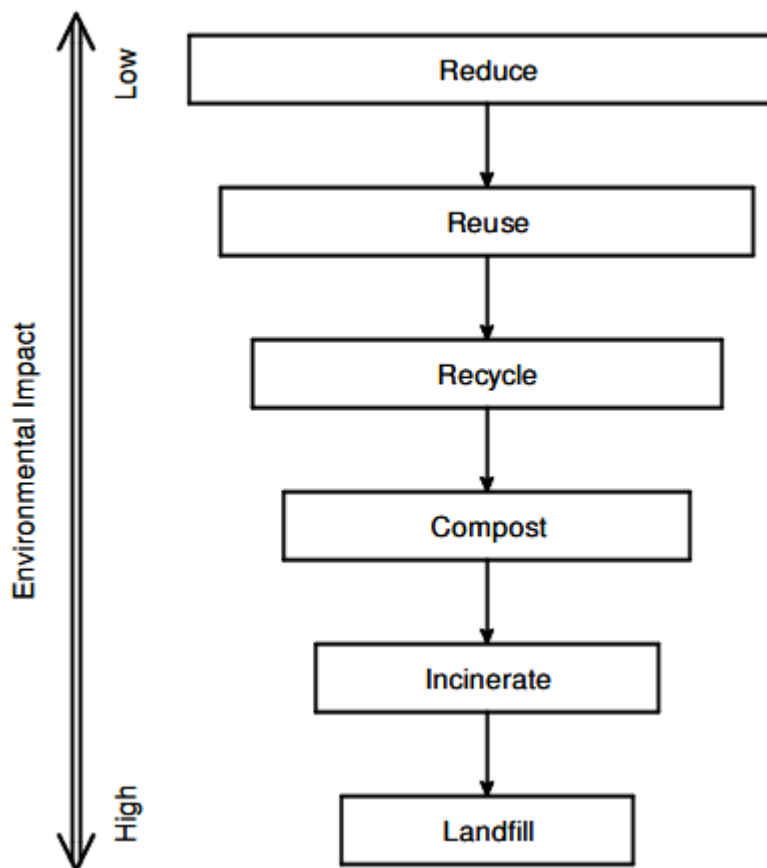 Low
Reduce
Reuse
Environmental Impact
Recycle
Compost
Incinerate
High
Landfill